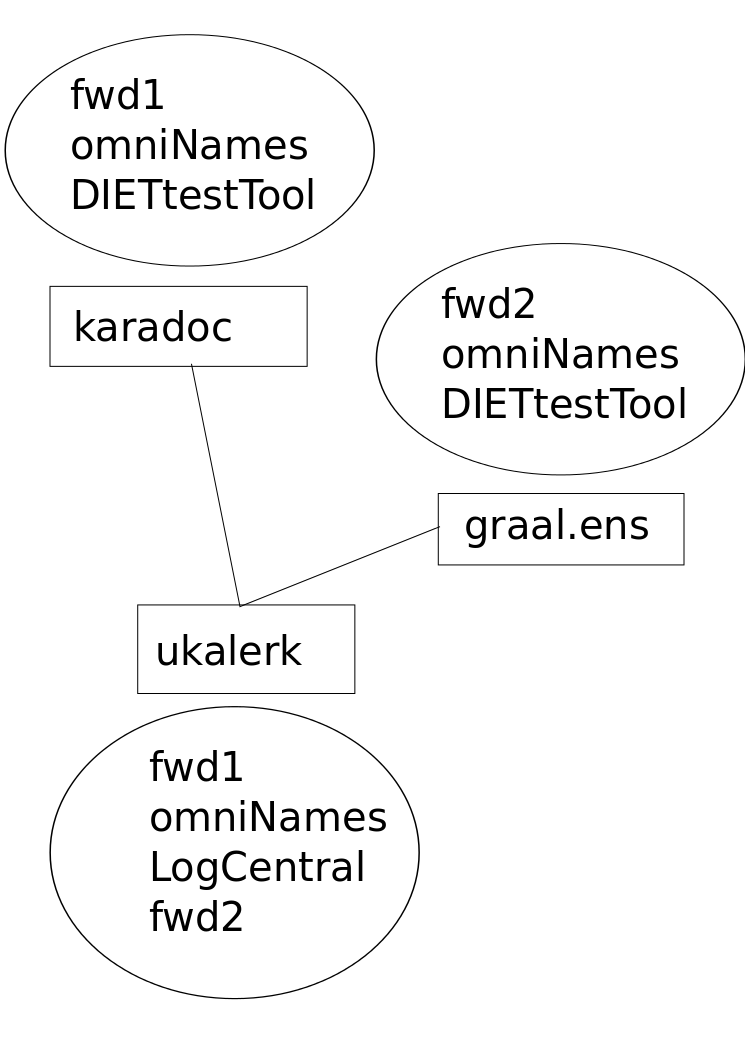 fwd1
omniNames
DIETtestTool
karadoc
fwd2
omniNames
DIETtestTool
graal.ens
ukalerk
fwd1
omniNames
LogCentral
fwd2